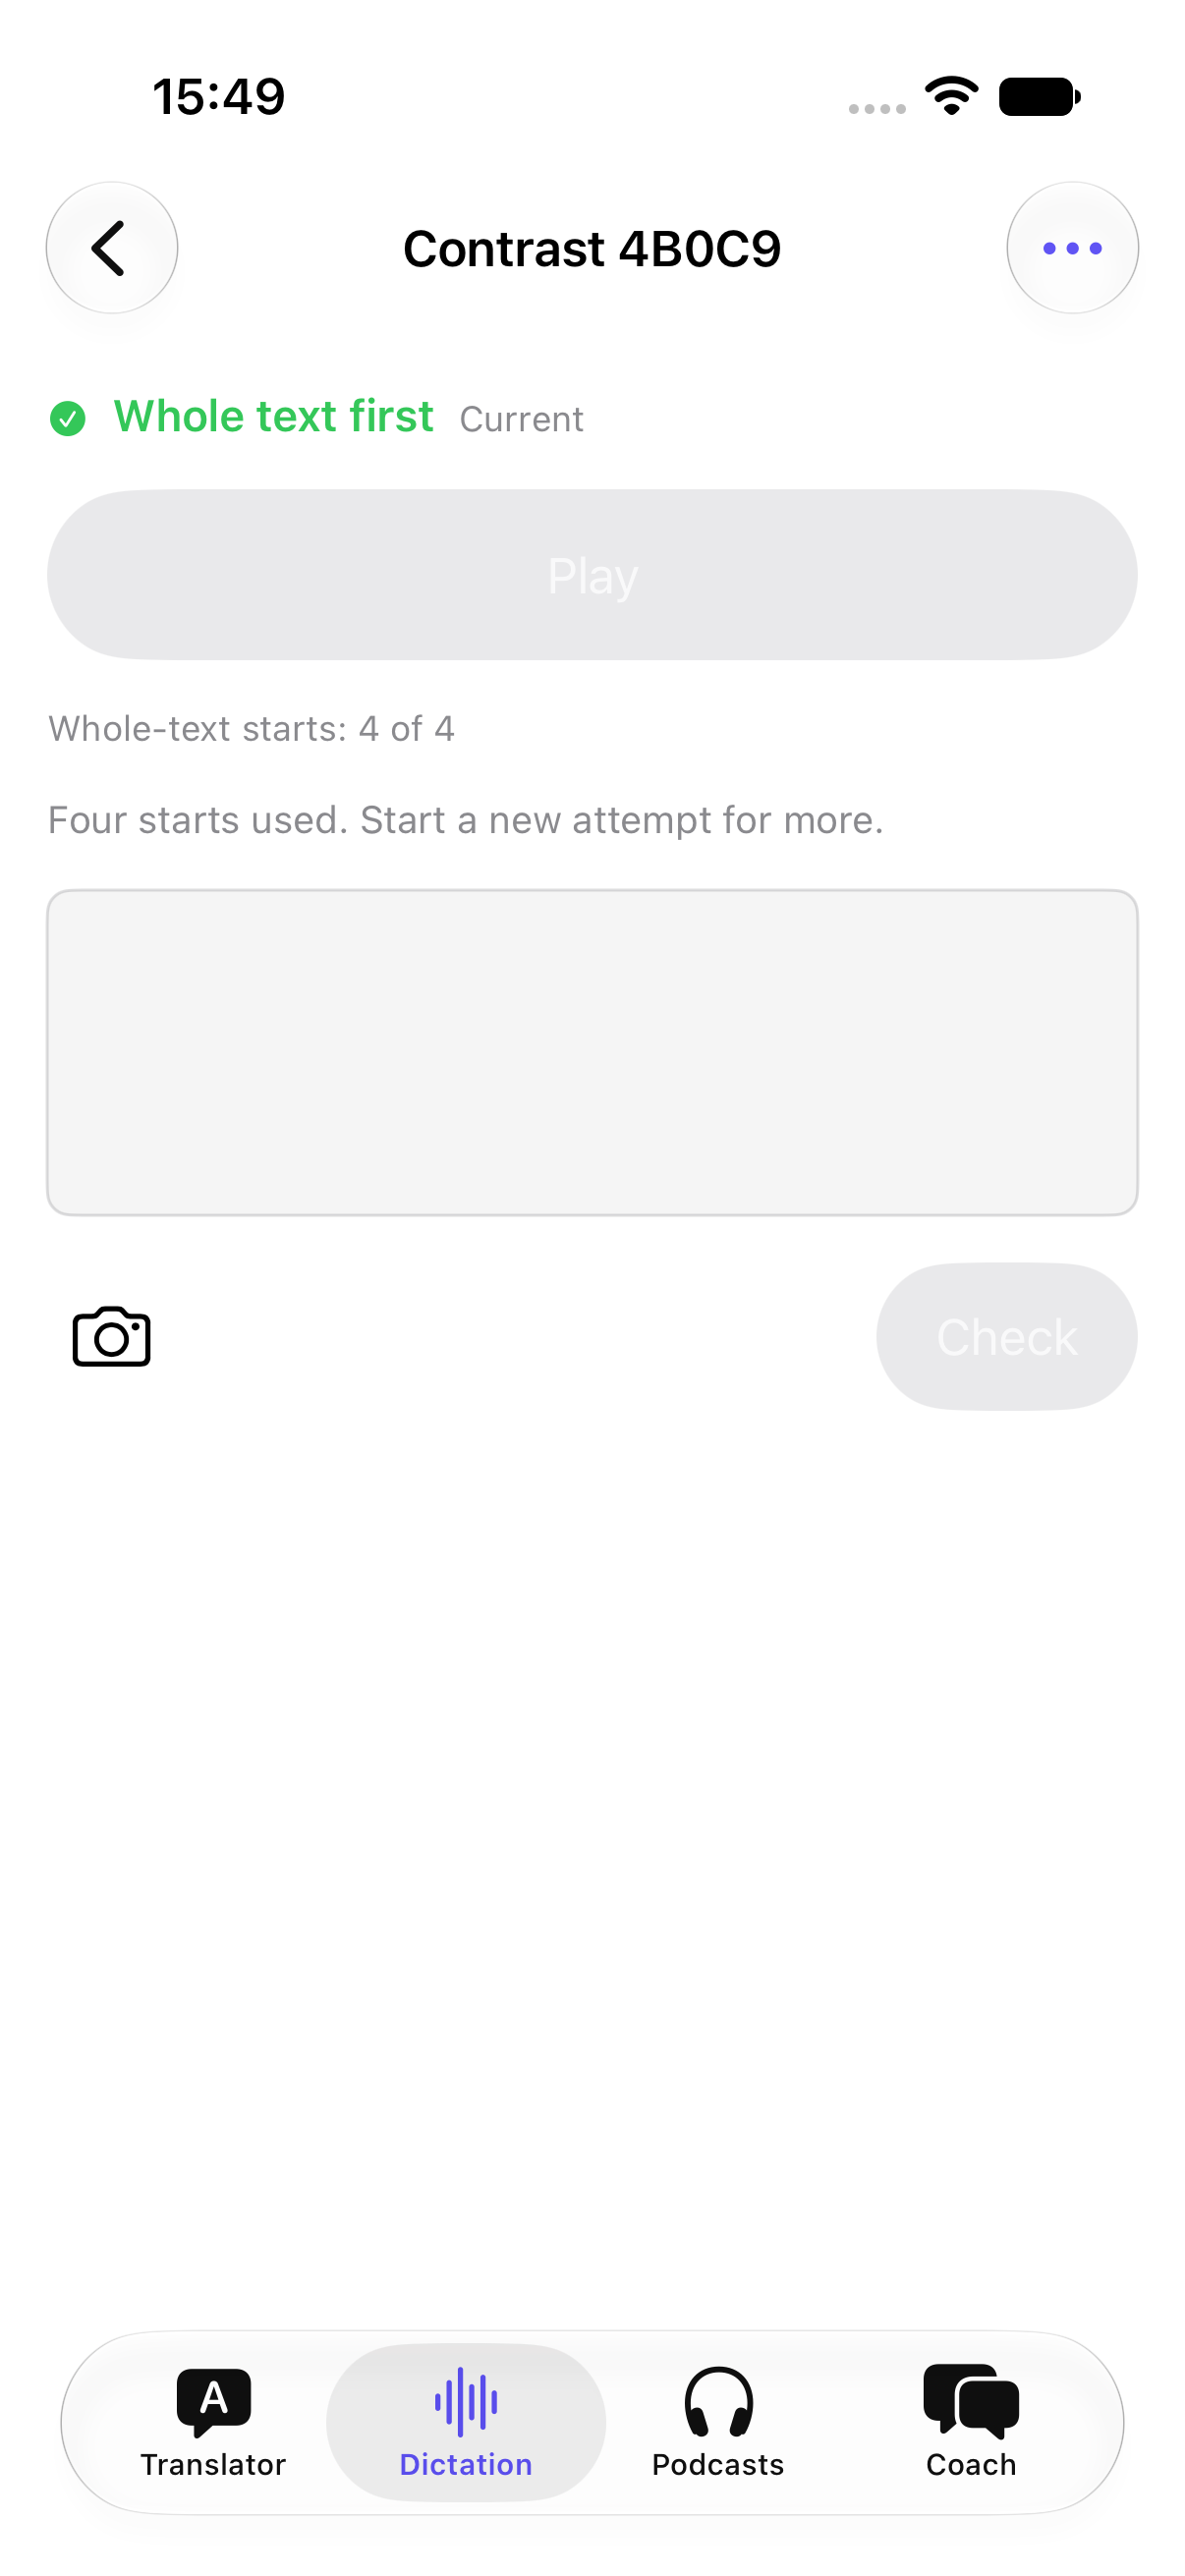 15:49
Contrast 4B0C9
Whole text first Current
Play
Whole-text starts: 4 of 4
Four starts used. Start a new attempt for more.
Check
A
Translator Dictation Podcasts Coach